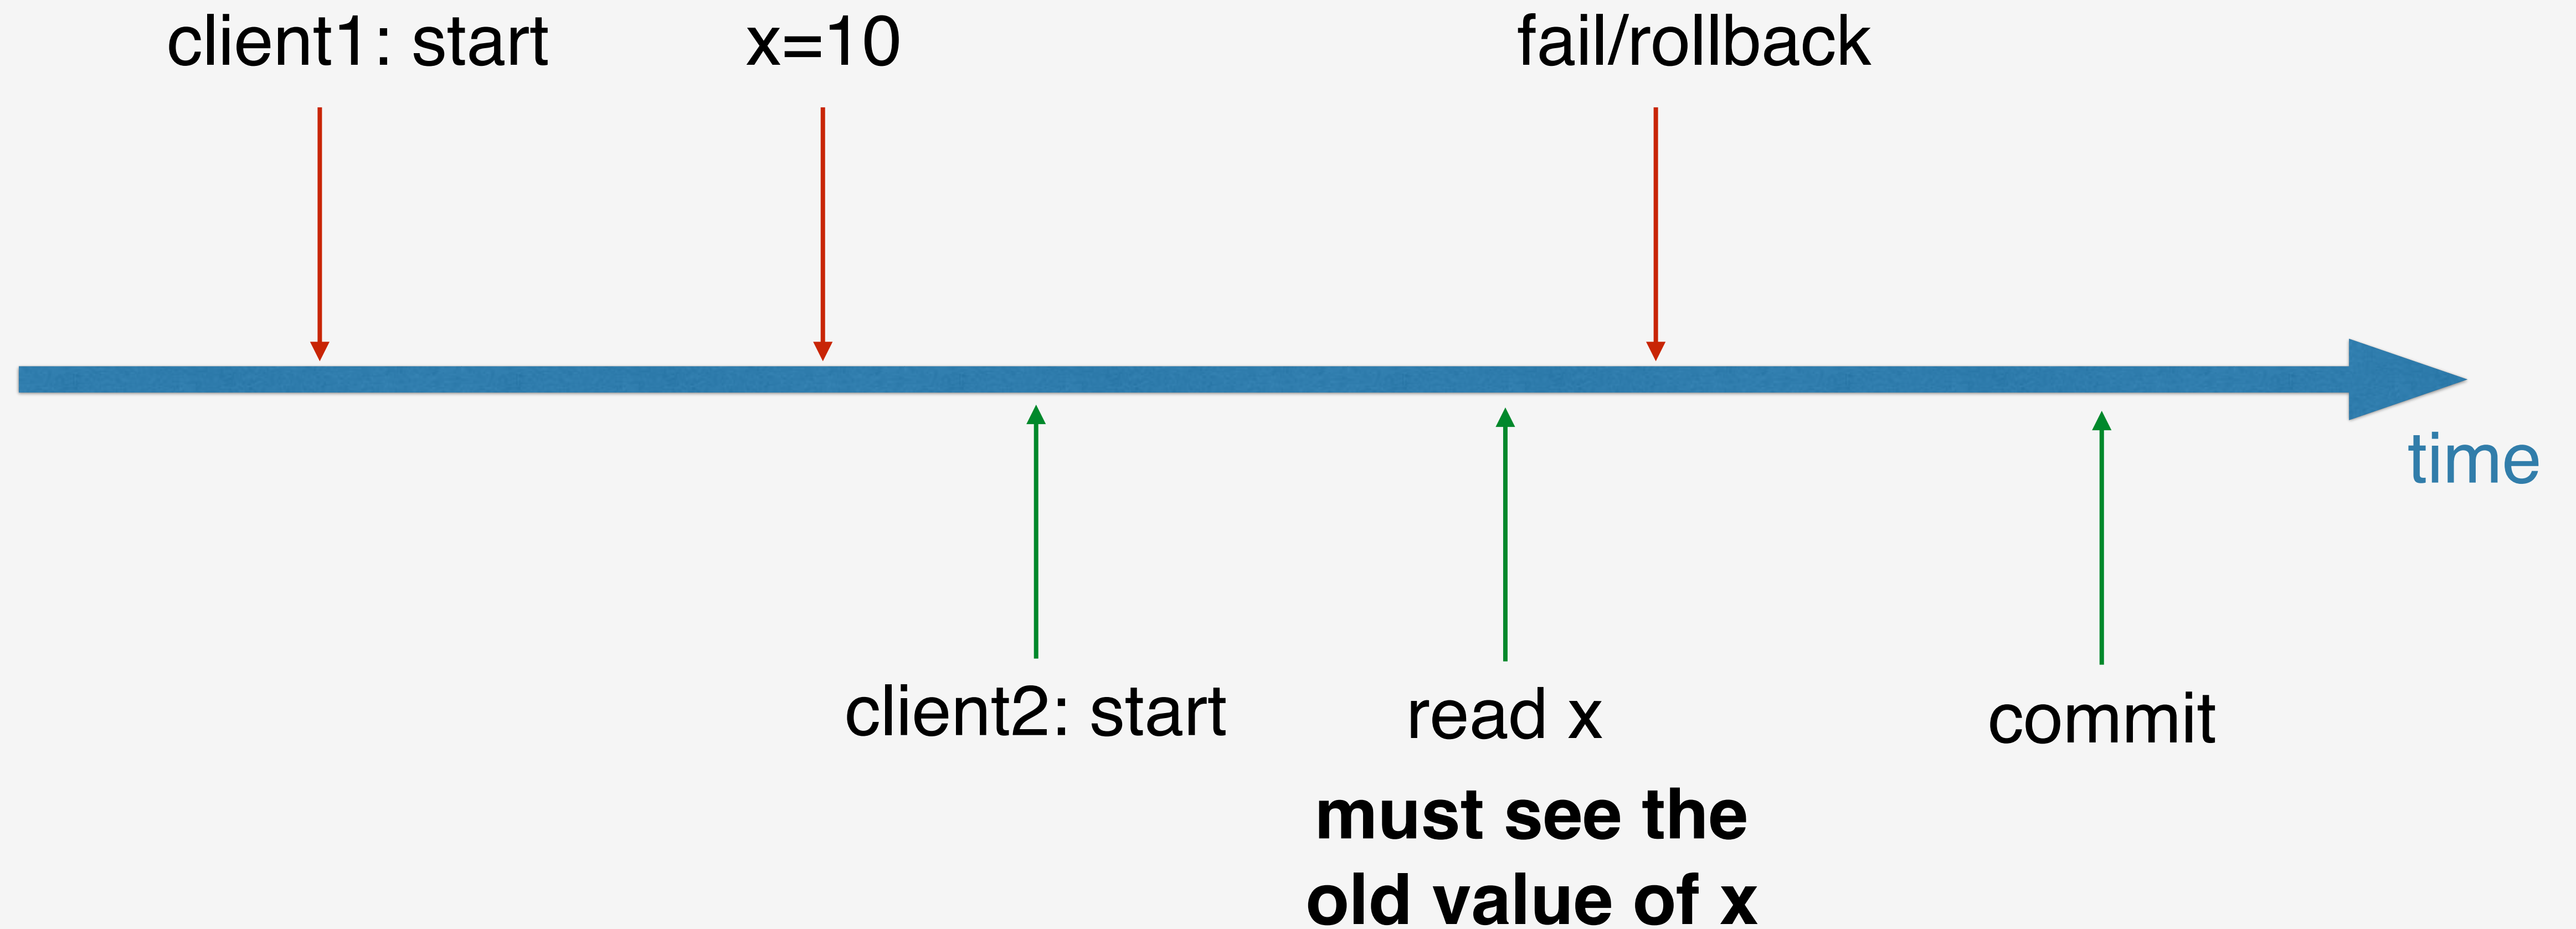 client1: start
x=10
fail/rollback
time
client2: start
read x
commit
must see the
old value of x